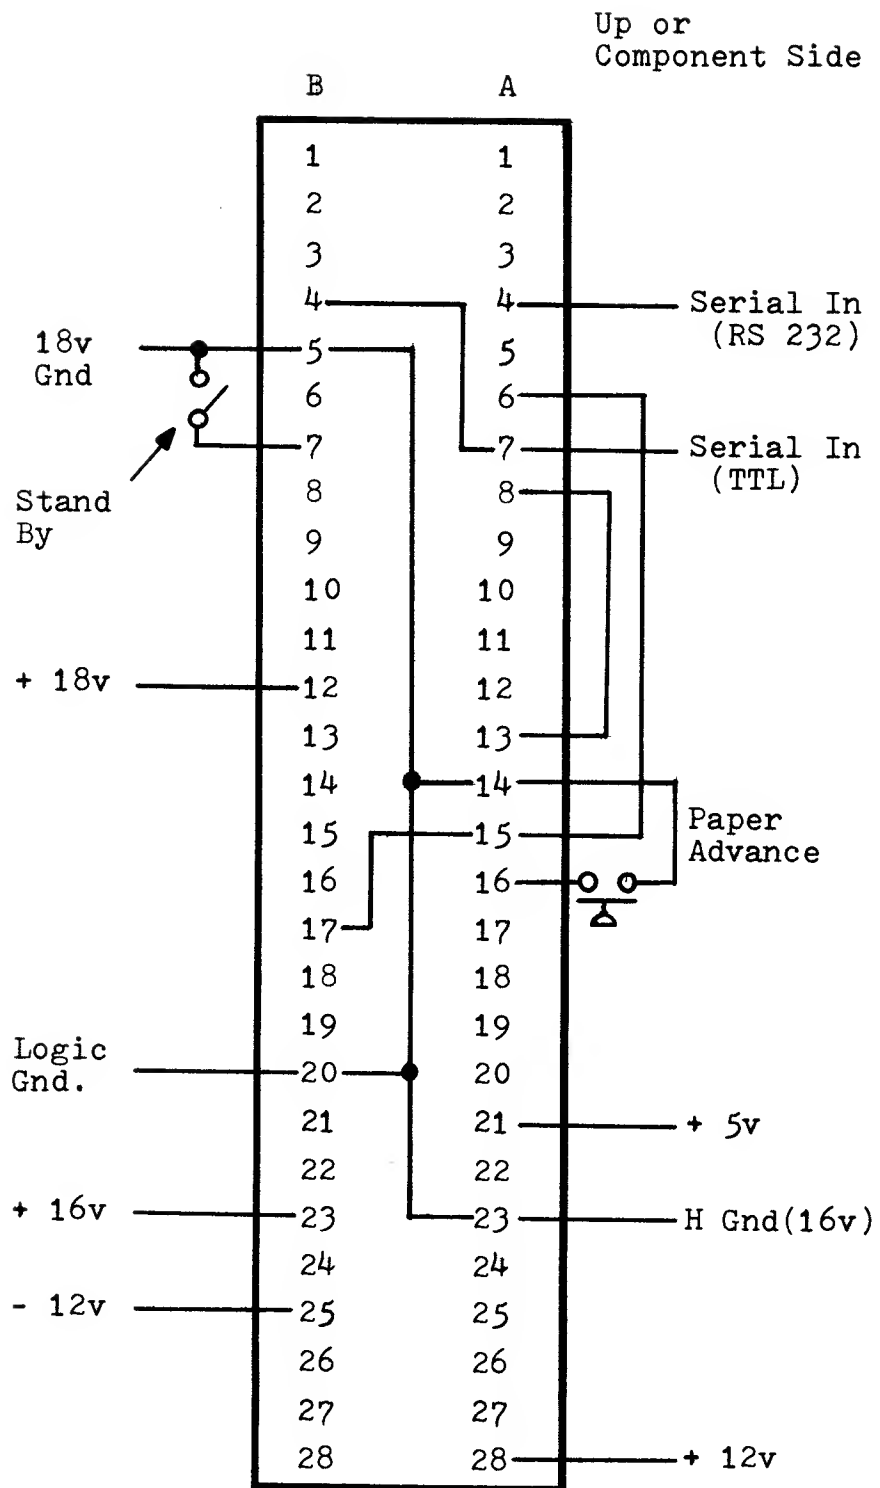 Up or
Component Side
B A
1 1
2 2
3 3
4 4 Serial In
(RS 232)
18v
Gnd
5 5
6 6
7 7 Serial In
(TTL)
8 8
Stand
By
9 9
10 10
11 11
+ 18v 12 12
13 13
14 14
15 15
Paper
Advance
16 16
17 17
18 18
19 19
Logic
Gnd.
20 20
21 21 + 5v
22 22
+ 16v 23 23 H Gnd(16v)
24 24
- 12v 25 25
26 26
27 27
28 28 + 12v